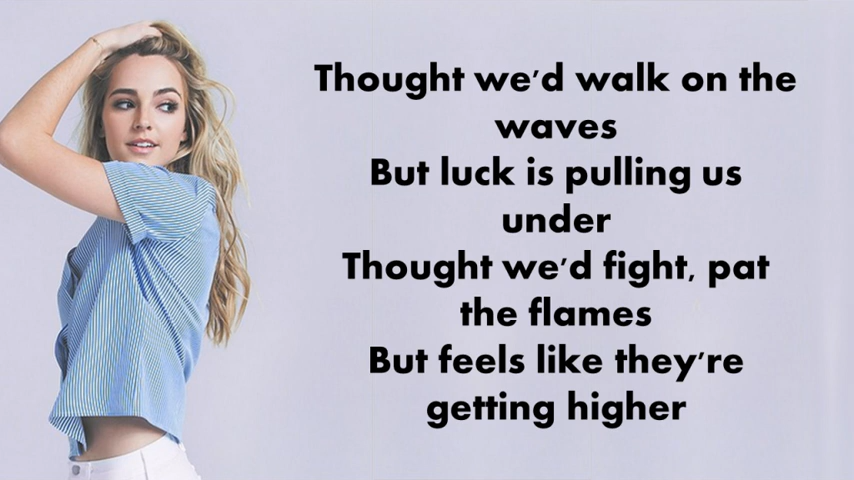 Thought we'd walk on the
waves
But luck is pulling us
under
Thought we'd fight, pat
the flames
But feels like they're
getting higher